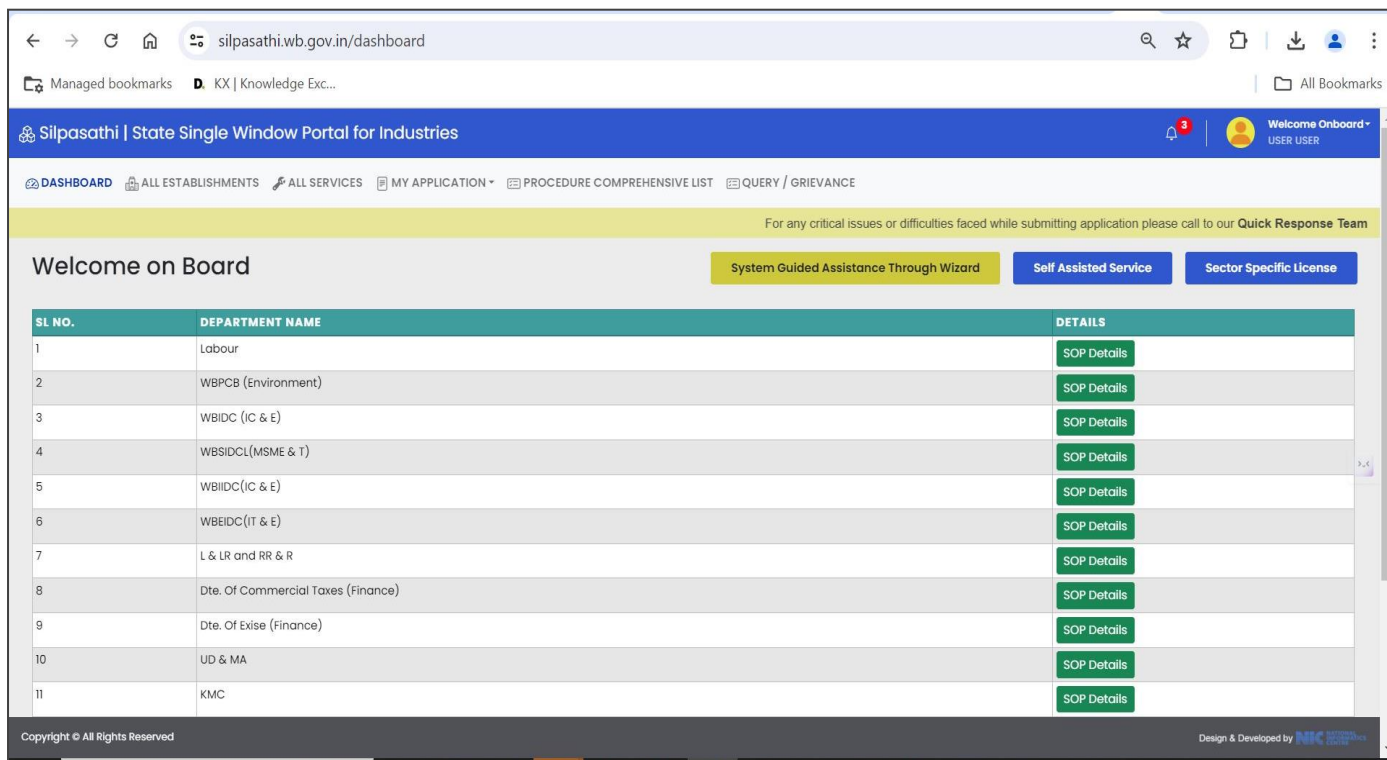 silpasathi.wb.gov.in/dashboard
Managed bookmarks D. KX | Knowledge Exc... All Bookmarks
Silpasathi | State Single Window Portal for Industries 3 Welcome Onboard
USER USER
DASHBOARD ALL ESTABLISHMENTS ALL SERVICES MY APPLICATION PROCEDURE COMPREHENSIVE LIST QUERY / GRIEVANCE
For any critical issues or difficulties faced while submitting application please call to our Quick Response Team
Welcome on Board System Guided Assistance Through Wizard Self Assisted Service Sector Specific License
SL NO. DEPARTMENT NAME DETAILS
1 Labour SOP Details
2 WBPCB (Environment) SOP Details
3 WBIDC (IC & E) SOP Details
4 WBSIDCL(MSME & T) SOP Details
5 WBIIDC(IC & E) SOP Details
6 WBEIDC(IT & E) SOP Details
7 L & LR and RR & R SOP Details
8 Dte. Of Commercial Taxes (Finance) SOP Details
9 Dte. Of Exise (Finance) SOP Details
10 UD & MA SOP Details
11 KMC SOP Details
Copyright © All Rights Reserved Design & Developed by NIC NATIONAL INFORMATICS CENTRE